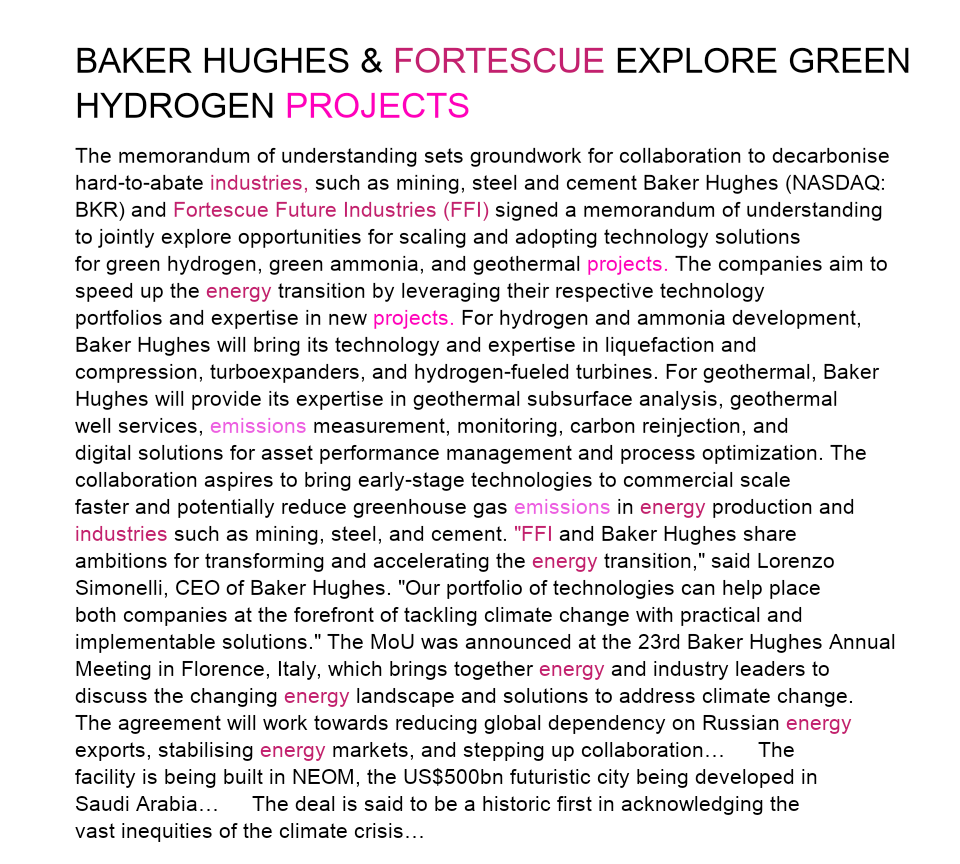 BAKER HUGHES & FORTESCUE EXPLORE GREEN
HYDROGEN PROJECTS
The memorandum of understanding sets groundwork for collaboration to decarbonise
hard-to-abate industries, such as mining, steel and cement Baker Hughes (NASDAQ:
BKR) and Fortescue Future Industries (FFI) signed a memorandum of understanding
to jointly explore opportunities for scaling and adopting technology solutions
for green hydrogen, green ammonia, and geothermal projects. The companies aim to
speed up the energy transition by leveraging their respective technology
portfolios and expertise in new projects. For hydrogen and ammonia development,
Baker Hughes will bring its technology and expertise in liquefaction and
compression, turboexpanders, and hydrogen-fueled turbines. For geothermal, Baker
Hughes will provide its expertise in geothermal subsurface analysis, geothermal
well services, emissions measurement, monitoring, carbon reinjection, and
digital solutions for asset performance management and process optimization. The
collaboration aspires to bring early-stage technologies to commercial scale
faster and potentially reduce greenhouse gas emissions in energy production and
industries such as mining, steel, and cement. "FFI and Baker Hughes share
ambitions for transforming and accelerating the energy transition," said Lorenzo
Simonelli, CEO of Baker Hughes. "Our portfolio of technologies can help place
both companies at the forefront of tackling climate change with practical and
implementable solutions." The MoU was announced at the 23rd Baker Hughes Annual
Meeting in Florence, Italy, which brings together energy and industry leaders to
discuss the changing energy landscape and solutions to address climate change.
The agreement will work towards reducing global dependency on Russian energy
exports, stabilising energy markets, and stepping up collaboration… The
facility is being built in NEOM, the US$500bn futuristic city being developed in
Saudi Arabia… The deal is said to be a historic first in acknowledging the
vast inequities of the climate crisis…